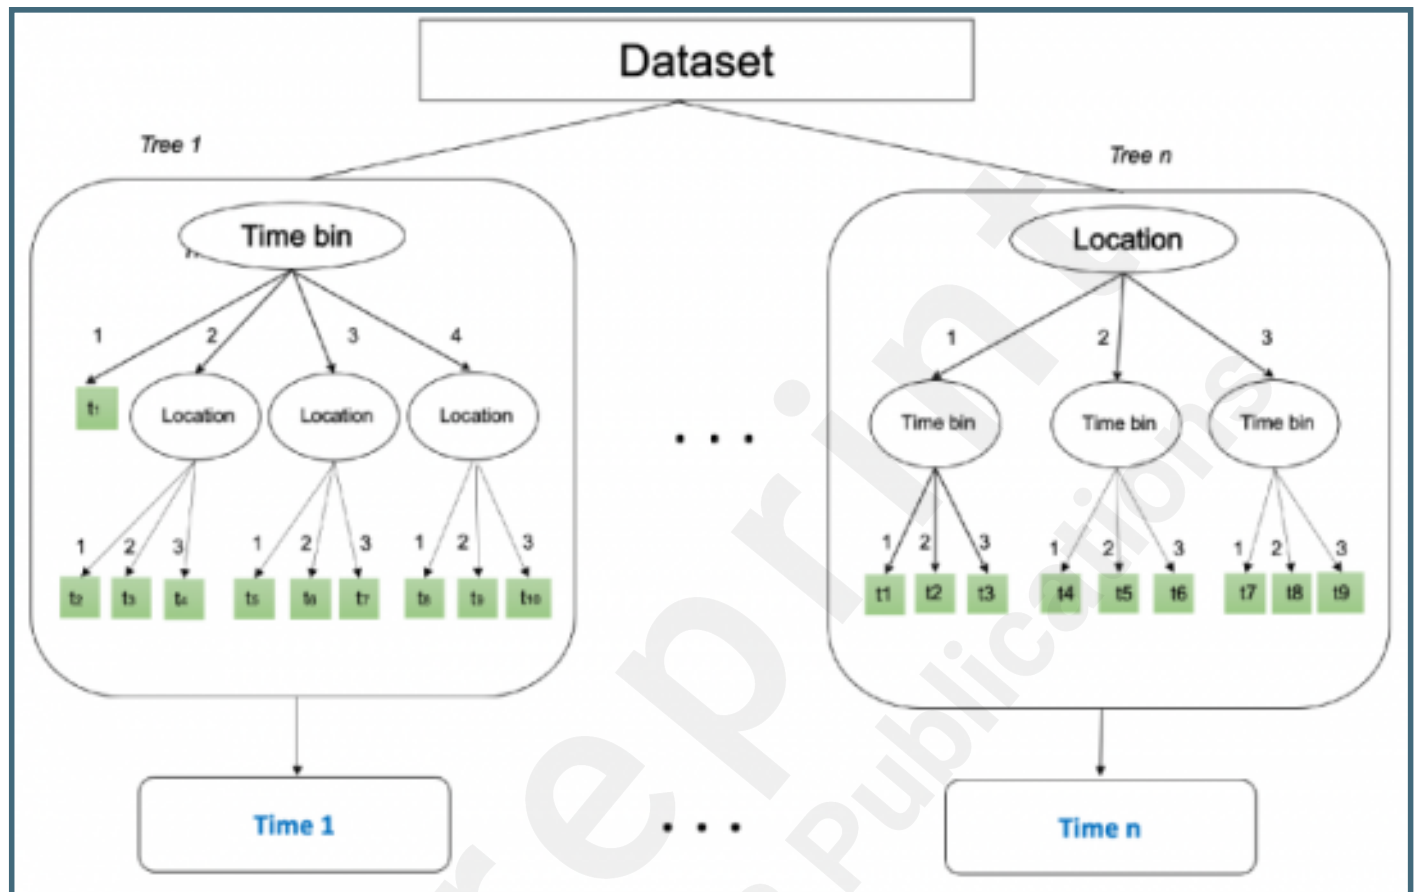 Dataset
Tree 1
Tree n
Time bin
Location
1 2 3 4
1 2 3
t1
Location Location Location
Time bin Time bin Time bin
1 2 3 1 2 3 1 2 3
1 2 3 1 2 3 1 2 3
t2 t3 t4 t5 t6 t7 t8 t9 t10
t1 t2 t3 t4 t5 t6 t7 t8 t9
Time 1
Time n
reprint
Publications